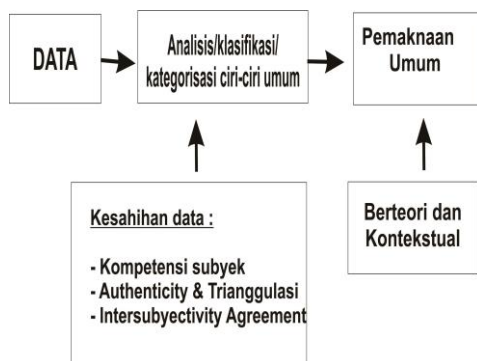 DATA
Analisis/klasifikasi/
kategorisasi ciri-ciri umum
Pemaknaan
Umum
Kesahihan data :
- Kompetensi subyek
- Authenticity & Trianggulasi
- Intersubyectivity Agreement
Berteori dan
Kontekstual